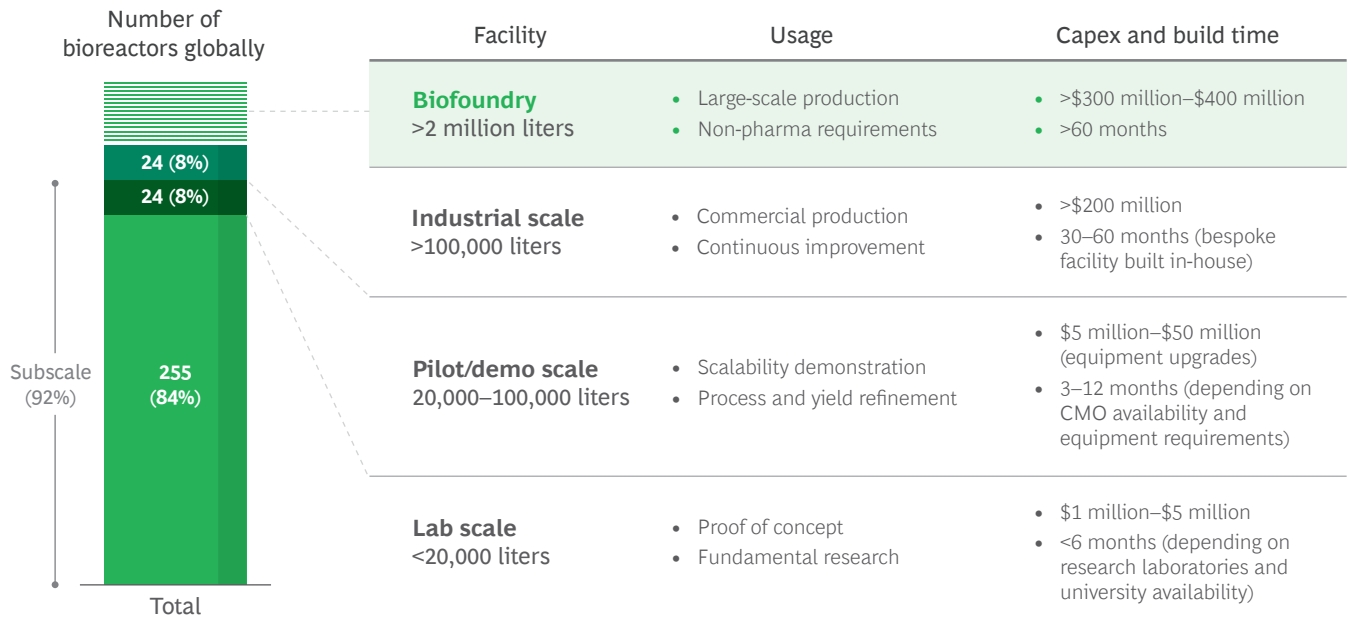 Number of
bioreactors globally
24 (8%)
24 (8%)
255
(84%)
Subscale
(92%)
Total
Facility
Usage
Capex and build time
Biofoundry
>2 million liters
• Large-scale production
• Non-pharma requirements
• >$300 million–$400 million
• >60 months
Industrial scale
>100,000 liters
• Commercial production
• Continuous improvement
• >$200 million
• 30–60 months (bespoke
facility built in-house)
Pilot/demo scale
20,000–100,000 liters
• Scalability demonstration
• Process and yield refinement
• $5 million–$50 million
(equipment upgrades)
• 3–12 months (depending on
CMO availability and
equipment requirements)
Lab scale
<20,000 liters
• Proof of concept
• Fundamental research
• $1 million–$5 million
• <6 months (depending on
research laboratories and
university availability)